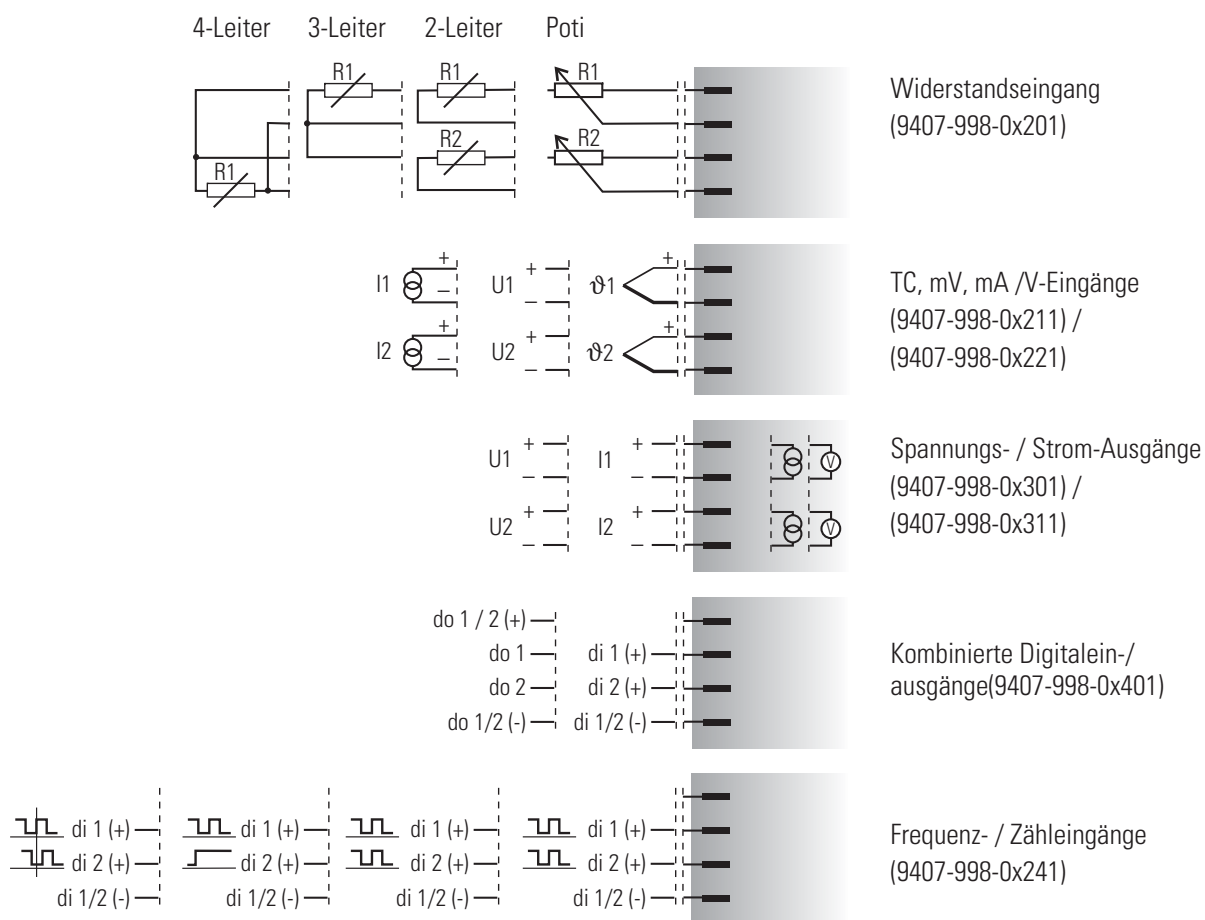 4-Leiter 3-Leiter 2-Leiter Poti
R1 R1 R1
R2 R2
R1
Widerstandseingang
(9407-998-0x201)
I1 + − U1 + − ϑ1 +
I2 + − U2 + − ϑ2 +
TC, mV, mA /V-Eingänge
(9407-998-0x211) /
(9407-998-0x221)
U1 + − I1 + − V
U2 + − I2 + − V
Spannungs- / Strom-Ausgänge
(9407-998-0x301) /
(9407-998-0x311)
do 1 / 2 (+)
do 1 di 1 (+)
do 2 di 2 (+)
do 1/2 (-) di 1/2 (-)
Kombinierte Digitalein-/
ausgänge(9407-998-0x401)
di 1 (+) di 1 (+) di 1 (+) di 1 (+)
di 2 (+) di 2 (+) di 2 (+) di 2 (+)
di 1/2 (-) di 1/2 (-) di 1/2 (-) di 1/2 (-)
Frequenz- / Zähleingänge
(9407-998-0x241)